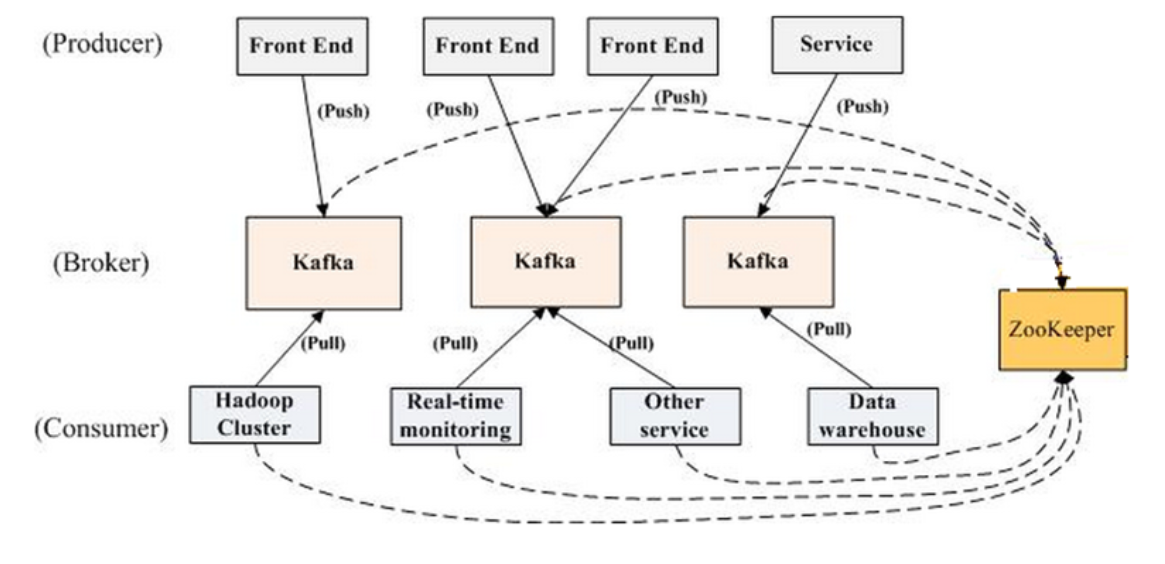 (Producer)
Front End
Front End
Front End
Service
(Push)
(Push)
(Push)
(Push)
(Broker)
Kafka
Kafka
Kafka
ZooKeeper
(Pull)
(Pull)
(Pull)
(Pull)
(Consumer)
Hadoop
Cluster
Real-time
monitoring
Other
service
Data
warehouse